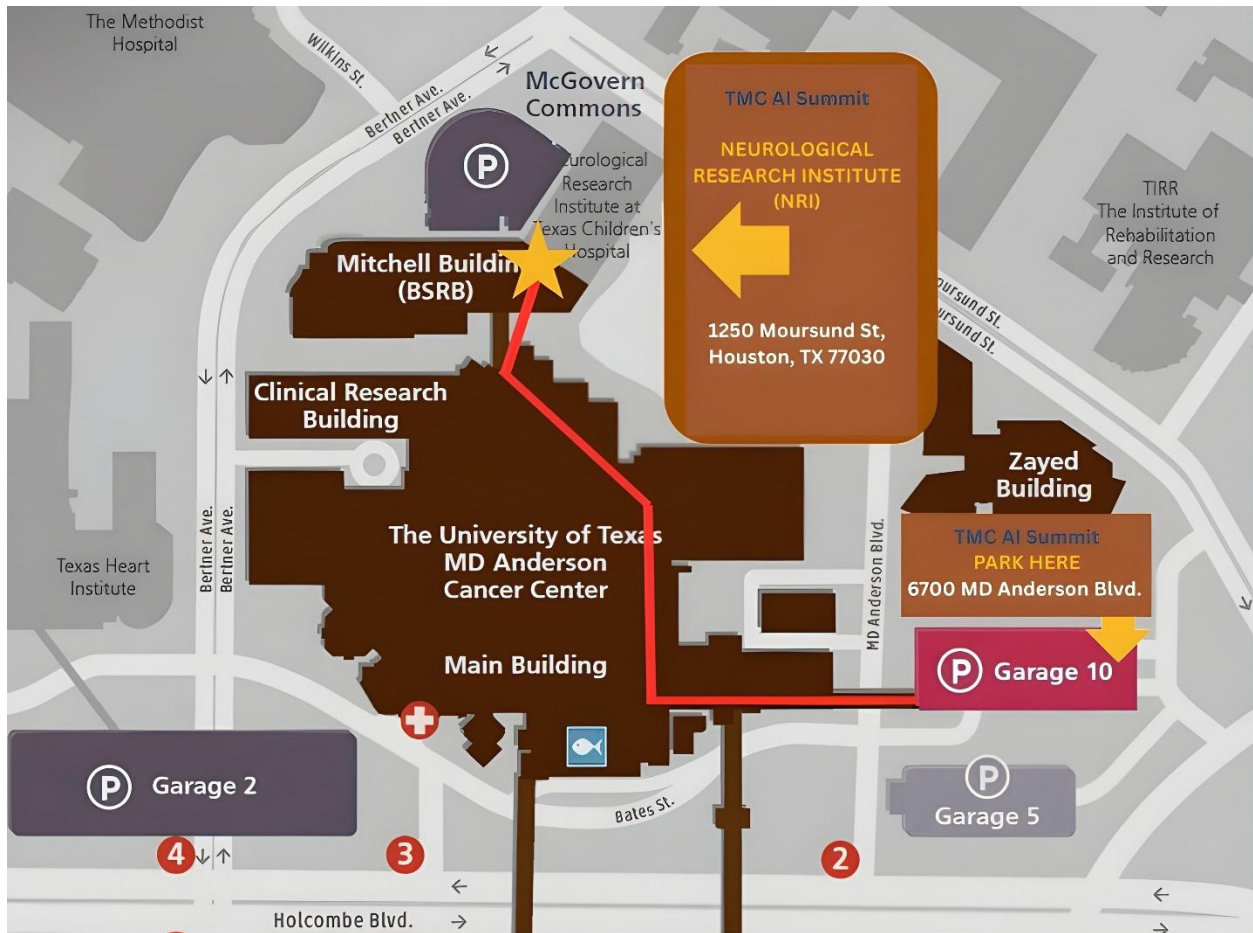 The Methodist
Hospital
Wilkins St.
Bertner Ave.
Bertner Ave.
McGovern
Commons
P
eurological
Research
Institute at
Texas Children's
Hospital
TMC AI Summit
NEUROLOGICAL
RESEARCH INSTITUTE
(NRI)
1250 Moursund St,
Houston, TX 77030
TIRR
The Institute of
Rehabilitation
and Research
oursund St.
ursund St.
Mitchell Buildin
(BSRB)
Clinical Research
Building
Zayed
Building
Bertner Ave.
Bertner Ave.
The University of Texas
MD Anderson
Cancer Center
Main Building
Texas Heart
Institute
MD Anderson Blvd.
TMC AI Summit
PARK HERE
6700 MD Anderson Blvd.
P Garage 10
P Garage 2
P
Garage 5
Bates St.
4
3
2
Holcombe Blvd.